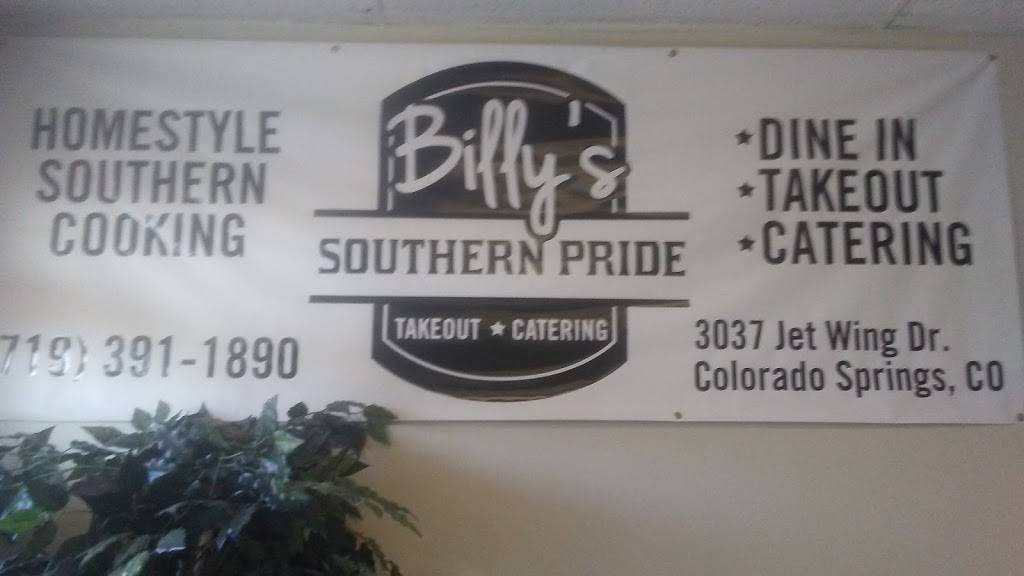 HOMESTYLE
SOUTHERN
COOKING
719) 391-1890
Billy's
SOUTHERN PRIDE
TAKEOUT ★ CATERING
★ DINE IN
★ TAKEOUT
★ CATERING
3037 Jet Wing Dr.
Colorado Springs, CO